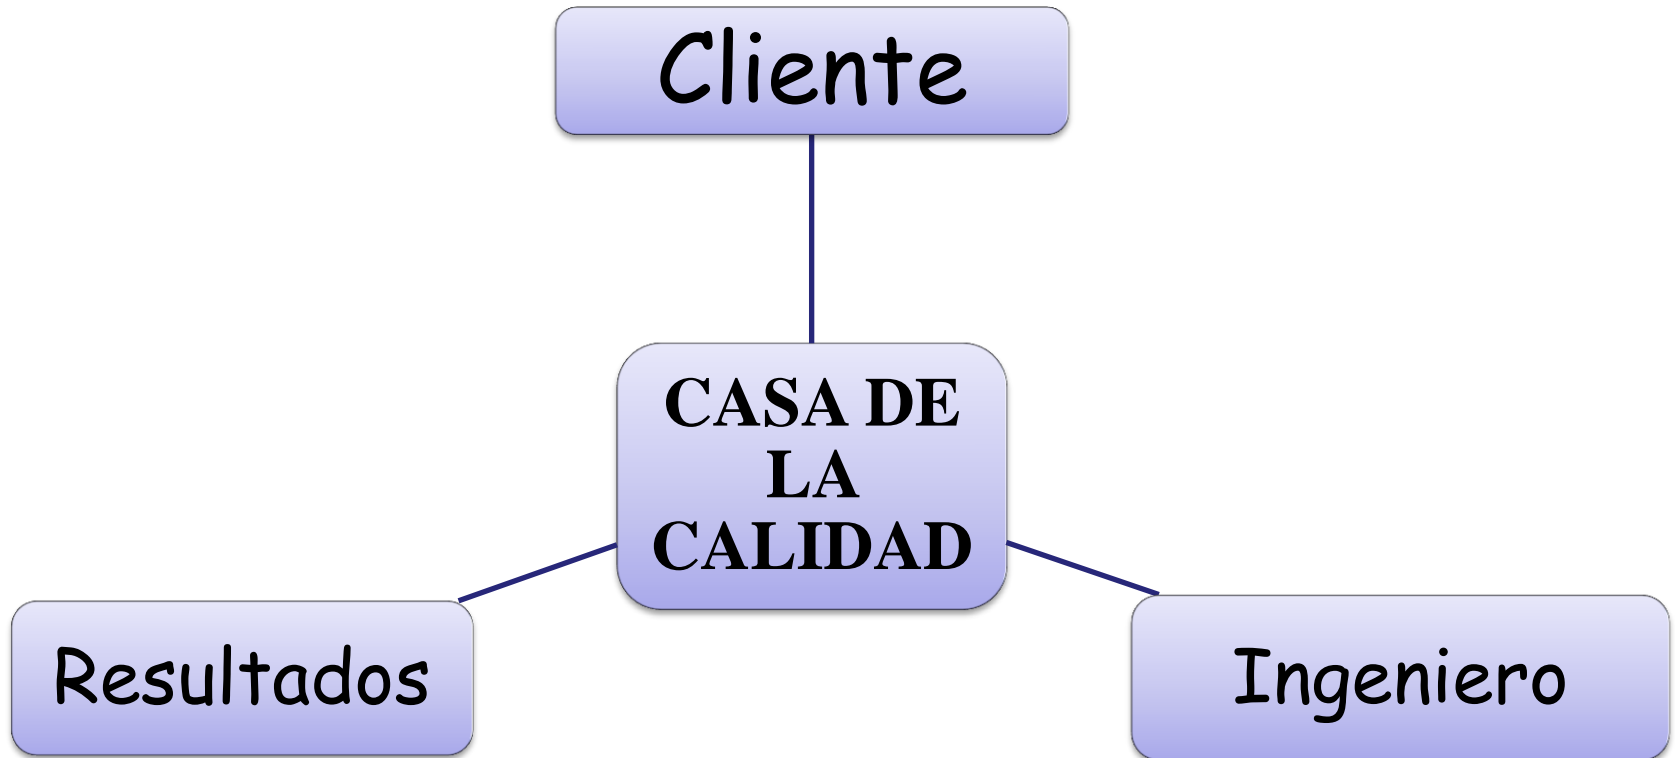 Cliente
CASA DE
LA
CALIDAD
Resultados
Ingeniero